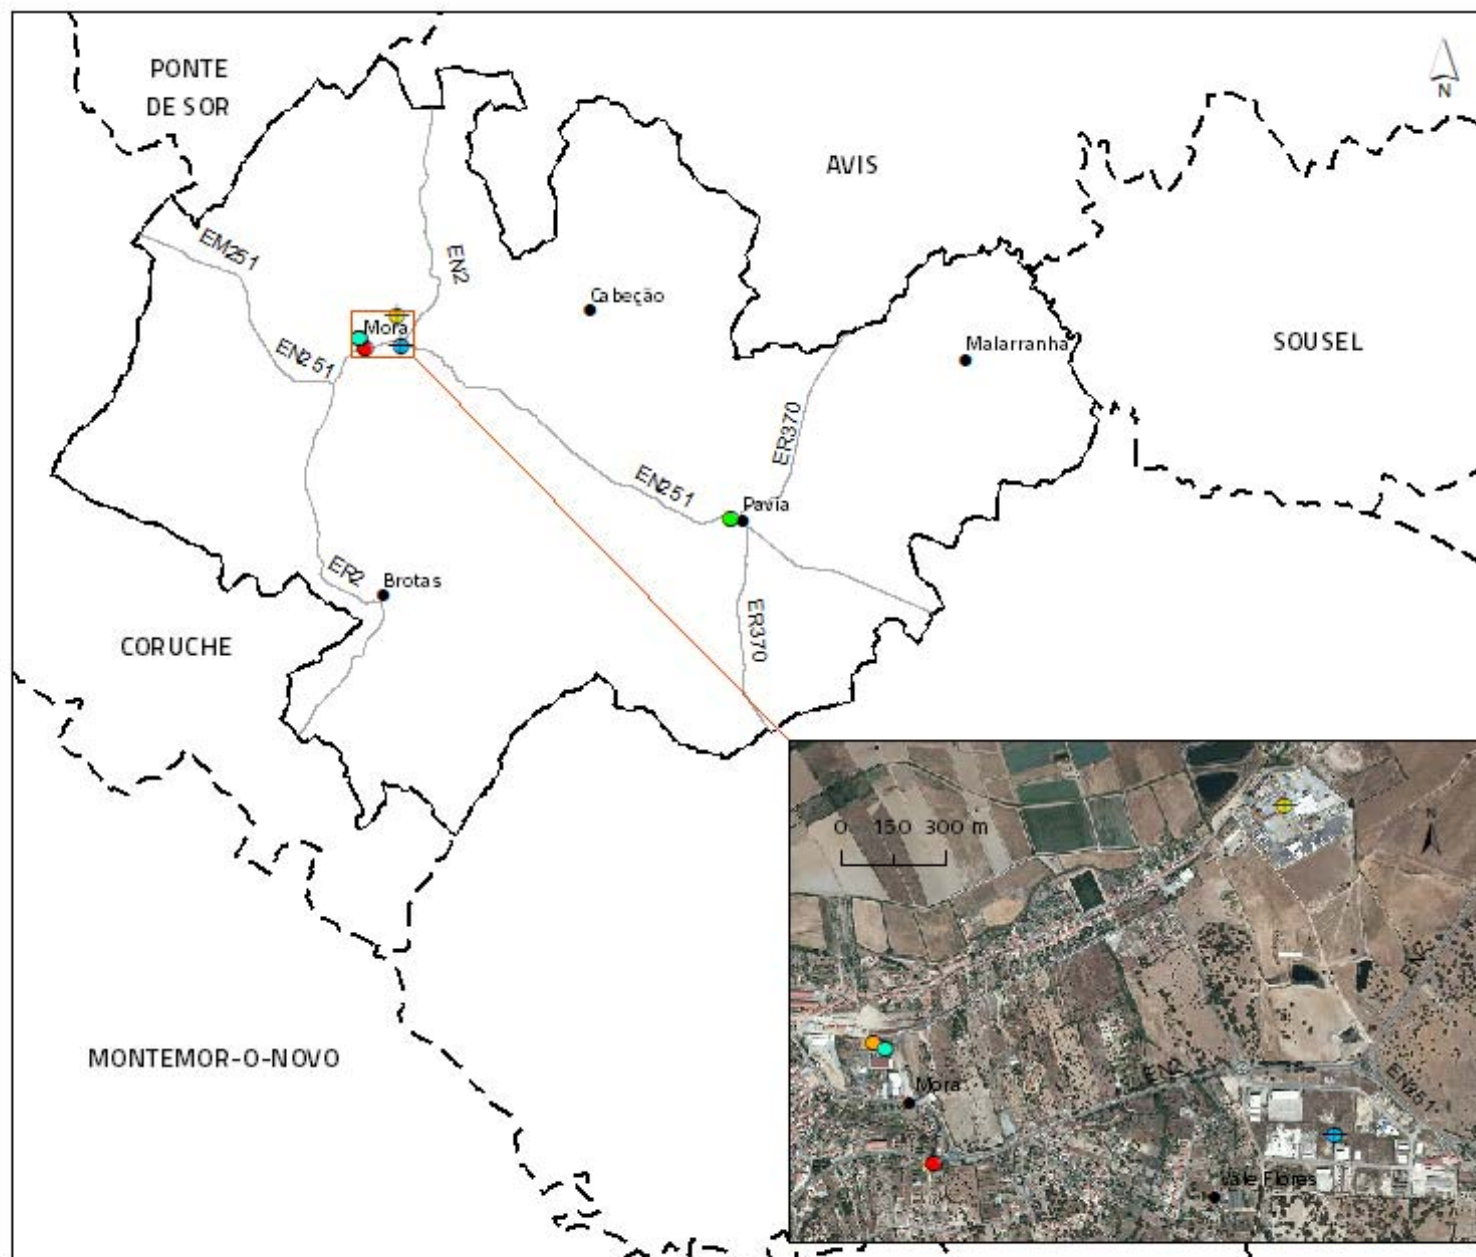 PONTE
DE SOR
N
AVIS
EM251
EN2
Cabeção
Mora
SOUSEL
Malarranha
EN251
ER370
EN251
Pavia
ER2
Brotas
ER370
CORUCHE
N
0 150 300 m
EN2
MONTEMOR-O-NOVO
EN2
Mora
EN251
Vale Flores